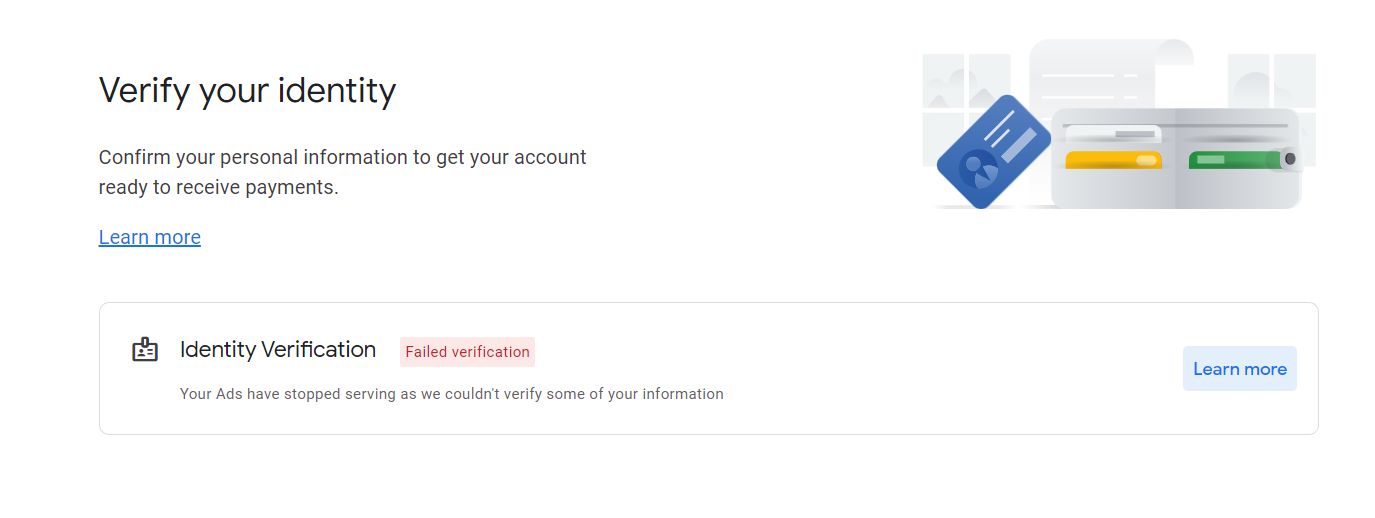 Verify your identity
Confirm your personal information to get your account
ready to receive payments.
Learn more
Identity Verification
Failed verification
Your Ads have stopped serving as we couldn't verify some of your information
Learn more